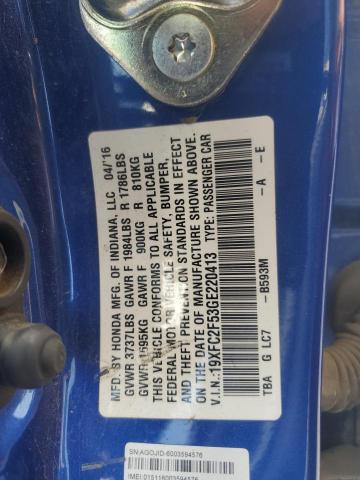 MFD. BY HONDA MFG. OF INDIANA, LLC 04/'16
GVWR 3737LBS GAWR F 1984LBS R 1786LBS
GVWR 1695KG GAWR F 900KG R 810KG
THIS VEHICLE CONFORMS TO ALL APPLICABLE
FEDERAL MOTOR VEHICLE SAFETY, BUMPER,
AND THEFT PREVENTION STANDARDS IN EFFECT
ON THE DATE OF MANUFACTURE SHOWN ABOVE.
V.I.N.: 19XFC2F53GE220413 TYPE: PASSENGER CAR
TBA G LC7 -B593M -A -E
SN:AGOJID-6003594576
IMEI:015116003594576